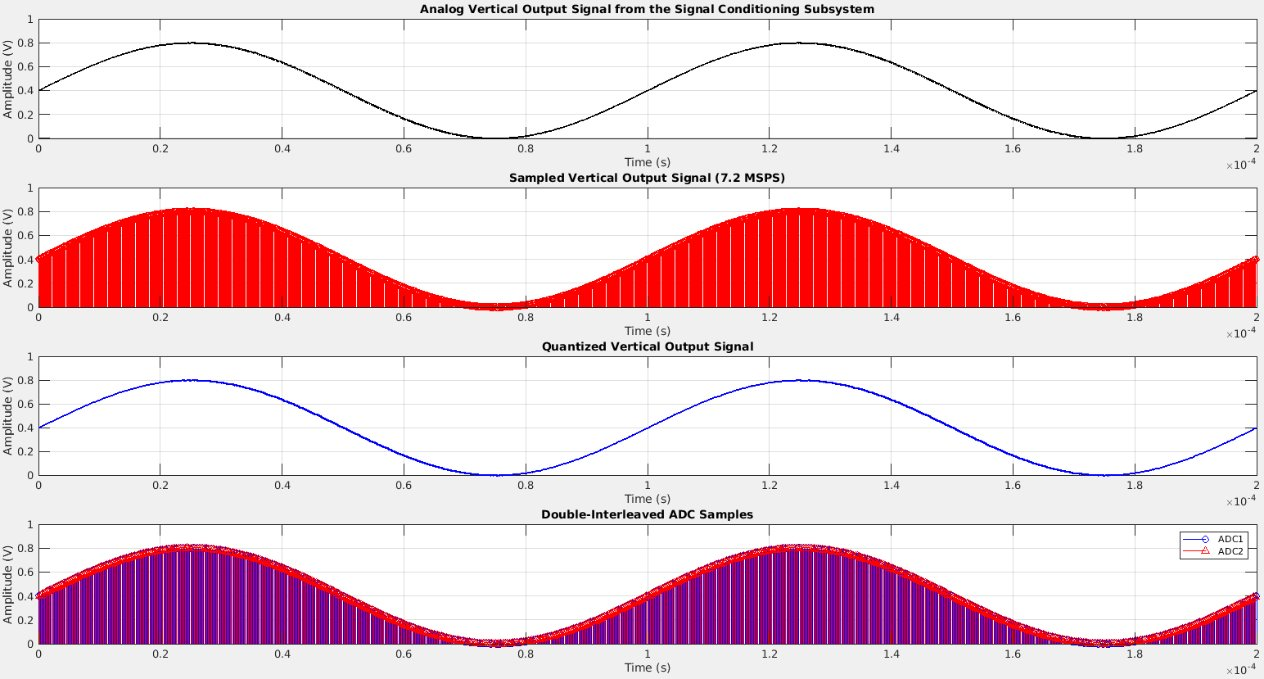 Analog Vertical Output Signal from the Signal Conditioning Subsystem
Amplitude (V)
1
0.8
0.6
0.4
0.2
0
0 0.2 0.4 0.6 0.8 1 1.2 1.4 1.6 1.8 2
Time (s)
×10-4
Sampled Vertical Output Signal (7.2 MSPS)
Amplitude (V)
1
0.8
0.6
0.4
0.2
0
0 0.2 0.4 0.6 0.8 1 1.2 1.4 1.6 1.8 2
Time (s)
×10-4
Quantized Vertical Output Signal
Amplitude (V)
1
0.8
0.6
0.4
0.2
0
0 0.2 0.4 0.6 0.8 1 1.2 1.4 1.6 1.8 2
Time (s)
×10-4
Double-Interleaved ADC Samples
Amplitude (V)
1
0.8
0.6
0.4
0.2
0
ADC1
ADC2
0 0.2 0.4 0.6 0.8 1 1.2 1.4 1.6 1.8 2
Time (s)
×10-4